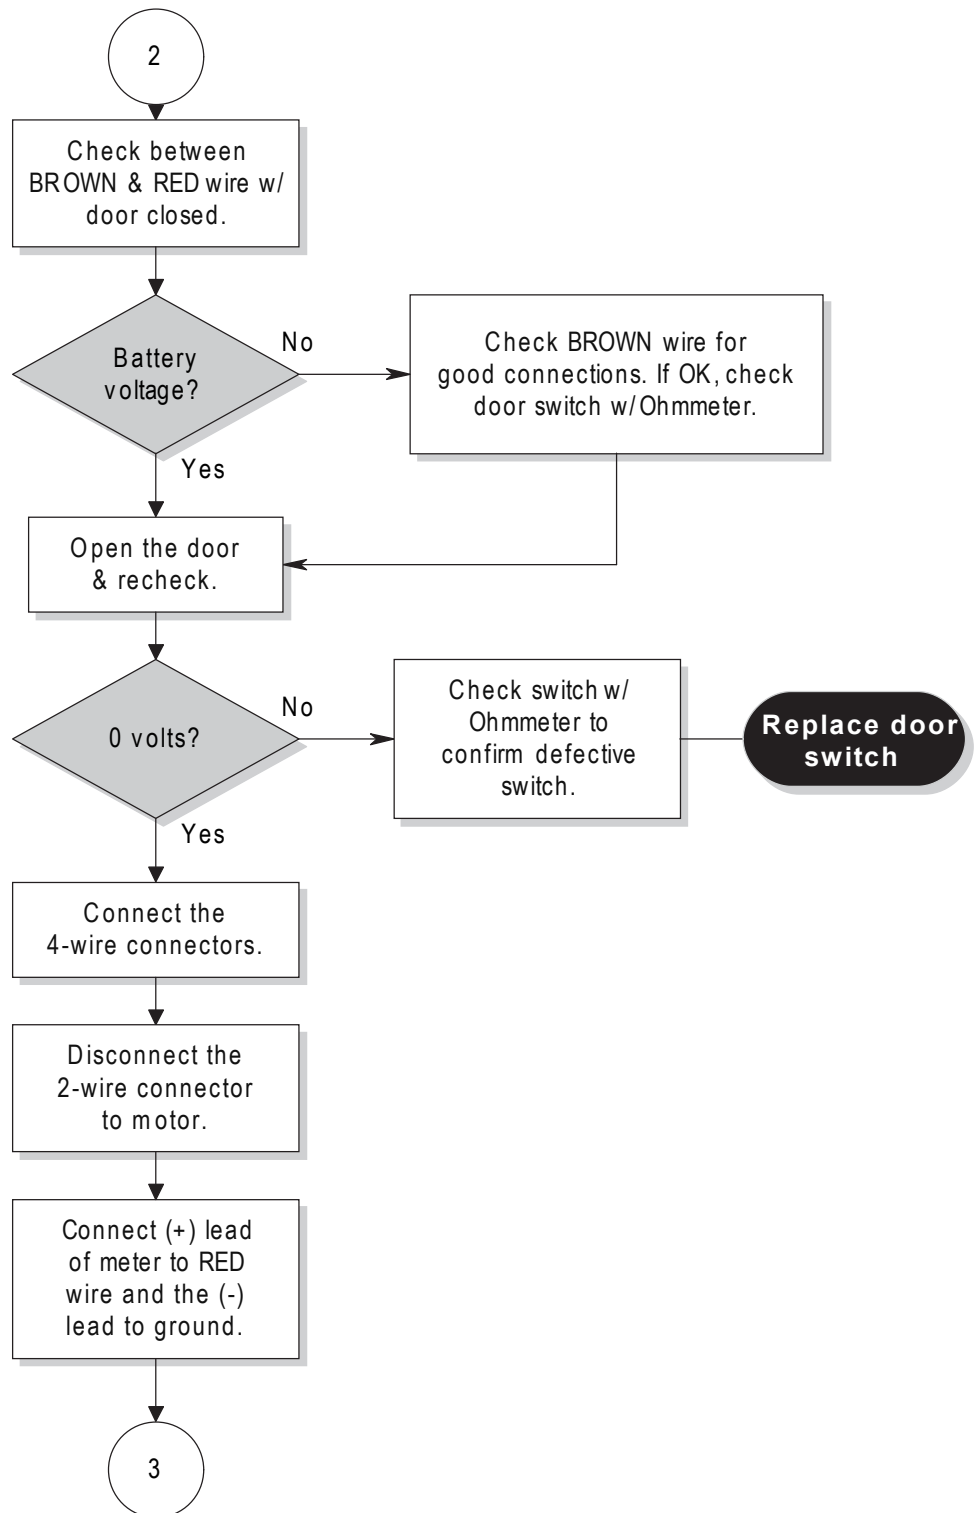 2
Check between
BROWN & RED wire w/
door closed.
Battery
voltage?
No
Check BROWN wire for
good connections. If OK, check
door switch w/Ohmmeter.
Yes
Open the door
& recheck.
0 volts?
No
Check switch w/
Ohmmeter to
confirm defective
switch.
Replace door
switch
Yes
Connect the
4-wire connectors.
Disconnect the
2-wire connector
to motor.
Connect (+) lead
of meter to RED
wire and the (-)
lead to ground.
3